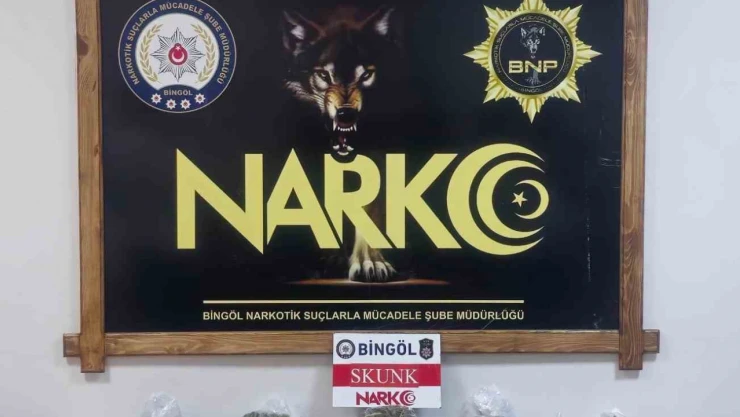 NARKOTİK SUÇLARLA MÜCADELE ŞUBE MÜDÜRLÜĞÜ
BİNGÖL
BNP
NARKO
BİNGÖL NARKOTİK SUÇLARLA MÜCADELE ŞUBE MÜDÜRLÜĞÜ
BİNGÖL
SKUNK
NARKO